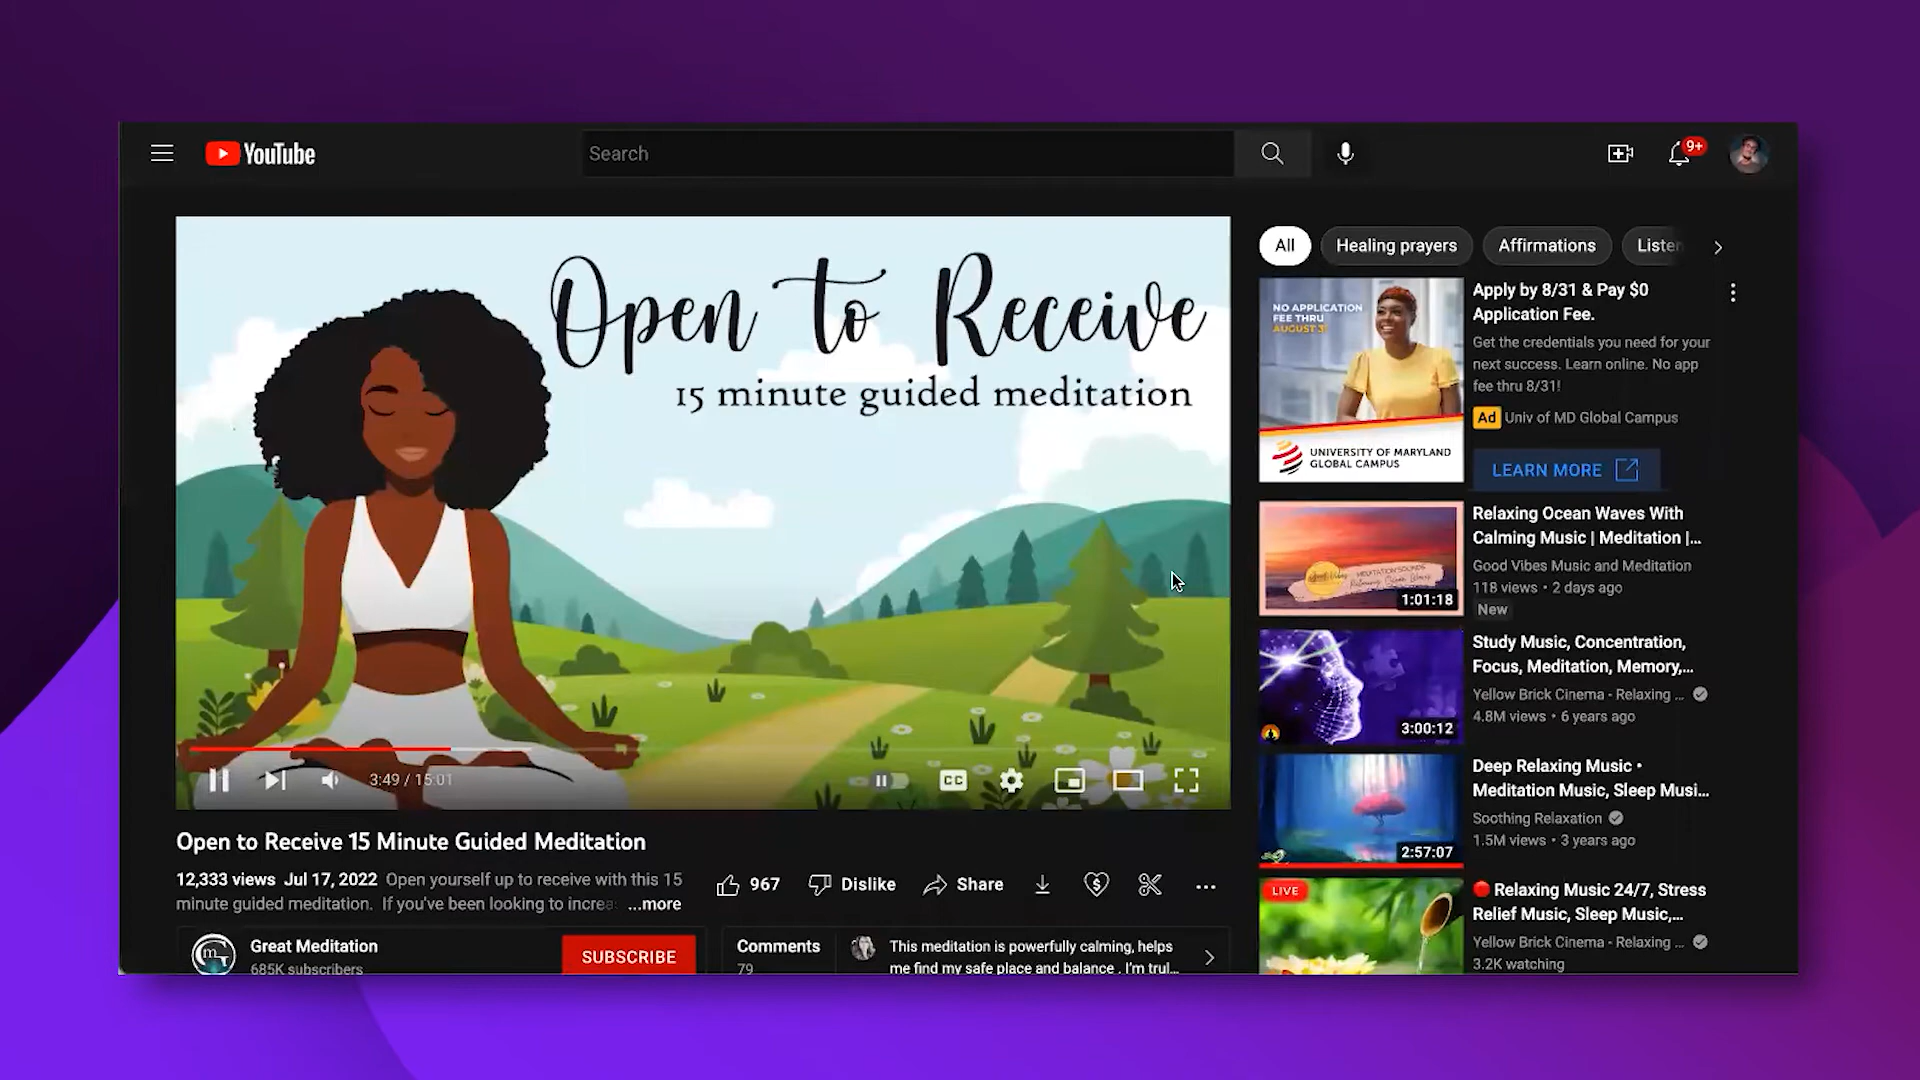 YouTube
Search
9+
Open to Receive
15 minute guided meditation
3:49 / 15:01
CC
Open to Receive 15 Minute Guided Meditation
12,333 views Jul 17, 2022 Open yourself up to receive with this 15
minute guided meditation. If you've been looking to increa ...more
967
Dislike
Share
Great Meditation
685K subscribers
SUBSCRIBE
Comments
79
This meditation is powerfully calming, helps
me find my safe place and balance . I'm trul...
All
Healing prayers
Affirmations
Listen
NO APPLICATION
FEE THRU
AUGUST 31
UNIVERSITY OF MARYLAND
GLOBAL CAMPUS
Apply by 8/31 & Pay $0
Application Fee.
Get the credentials you need for your
next success. Learn online. No app
fee thru 8/31!
Ad Univ of MD Global Campus
LEARN MORE
1:01:18
Relaxing Ocean Waves With
Calming Music | Meditation |...
Good Vibes Music and Meditation
118 views • 2 days ago
New
3:00:12
Study Music, Concentration,
Focus, Meditation, Memory,...
Yellow Brick Cinema - Relaxing ...
4.8M views • 6 years ago
2:57:07
Deep Relaxing Music •
Meditation Music, Sleep Musi...
Soothing Relaxation
1.5M views • 3 years ago
LIVE
Relaxing Music 24/7, Stress
Relief Music, Sleep Music,...
Yellow Brick Cinema - Relaxing ...
3.2K watching